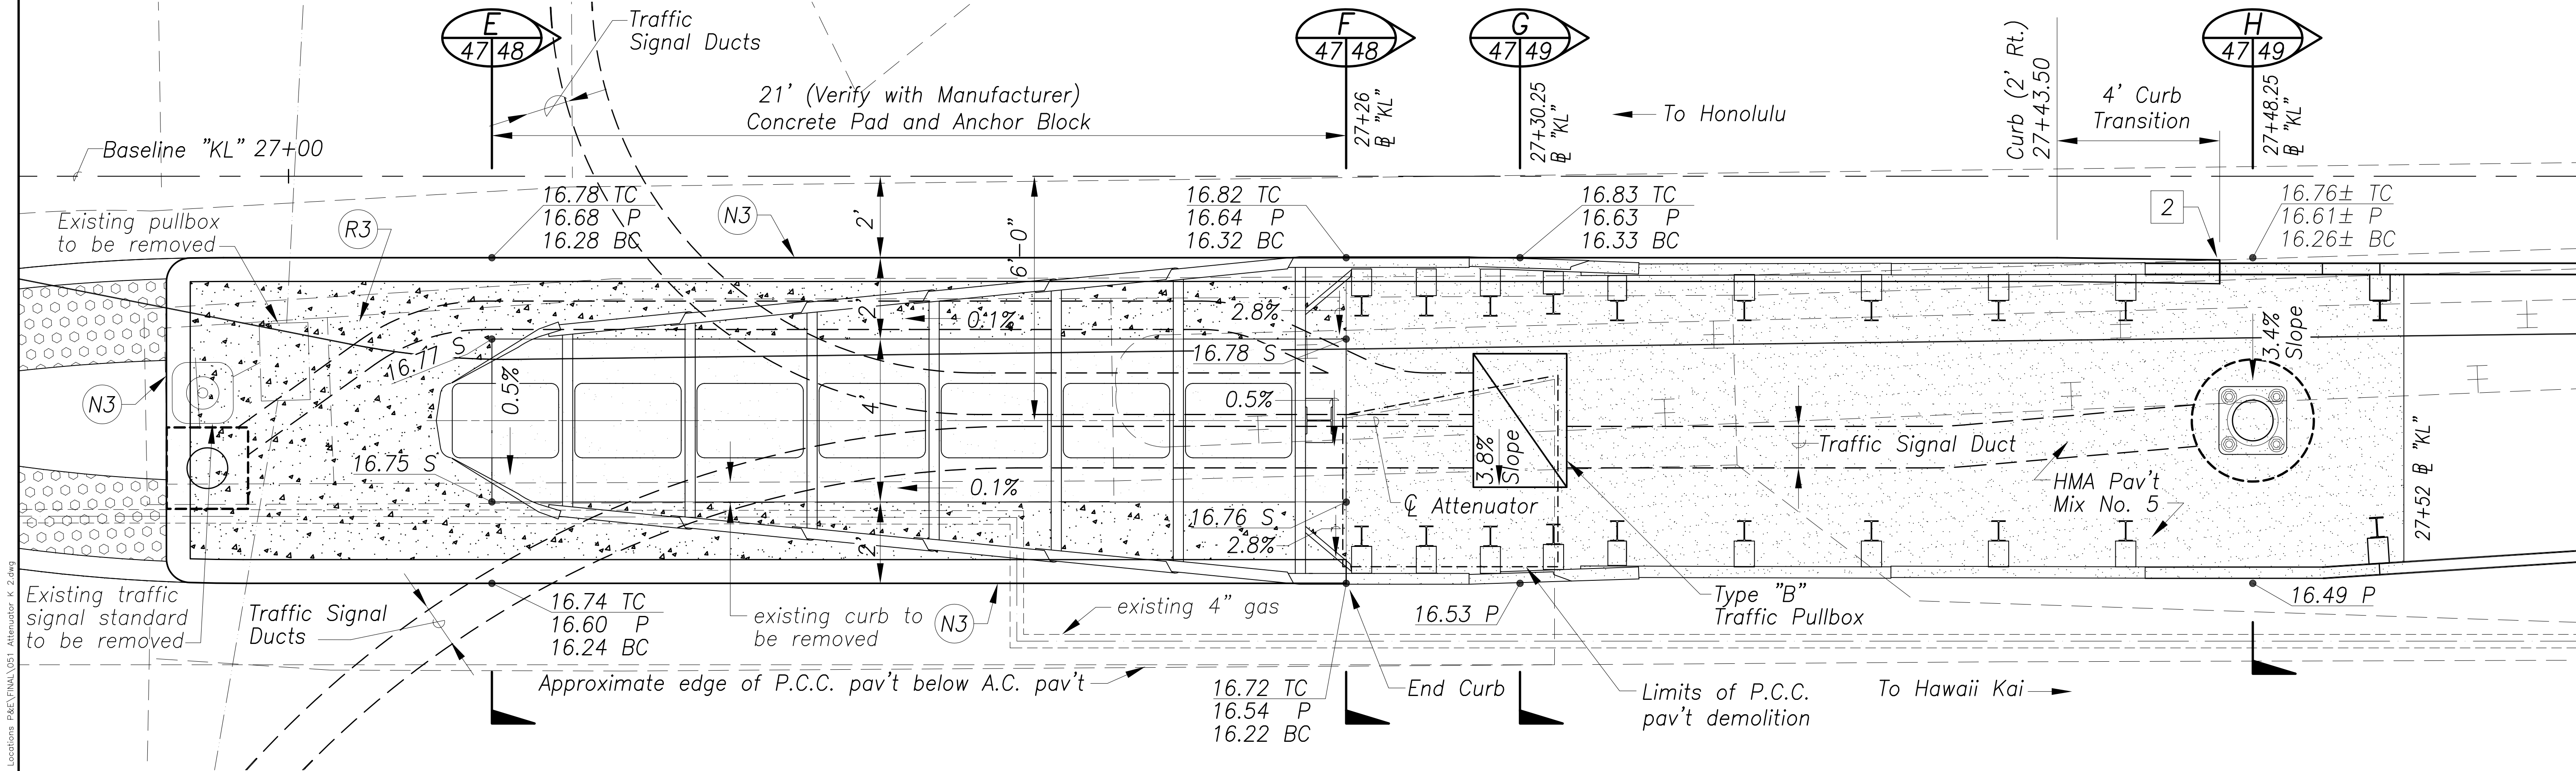 E
47 48
Traffic
Signal Ducts
21' (Verify with Manufacturer)
Concrete Pad and Anchor Block
F
47 48
27+26
℄ "KL"
G
47 49
27+30.25
℄ "KL"
To Honolulu
Curb (2' Rt.)
27+43.50
4' Curb
Transition
H
47 49
27+48.25
℄ "KL"
Baseline "KL" 27+00
Existing pullbox
to be removed
R3
16.78 TC
16.68 P
16.28 BC
N3
2'
6'-0"
16.82 TC
16.64 P
16.32 BC
16.83 TC
16.63 P
16.33 BC
2
16.76± TC
16.61± P
16.26± BC
2'
0.1%
2.8%
16.77 S
16.78 S
3.4%
Slope
0.5%
4'
0.5%
N3
3.8%
Slope
Traffic Signal Duct
16.75 S
0.1%
℄ Attenuator
HMA Pav't
Mix No. 5
27+52 ℄ "KL"
16.76 S
2.8%
2'
Existing traffic
signal standard
to be removed
Traffic Signal
Ducts
16.74 TC
16.60 P
16.24 BC
existing curb to
be removed
N3
existing 4" gas
16.53 P
Type "B"
Traffic Pullbox
16.49 P
Approximate edge of P.C.C. pav't below A.C. pav't
16.72 TC
16.54 P
16.22 BC
End Curb
Limits of P.C.C.
pav't demolition
To Hawaii Kai
Locations P&E\FINAL\051 Attenuator K 2.dwg